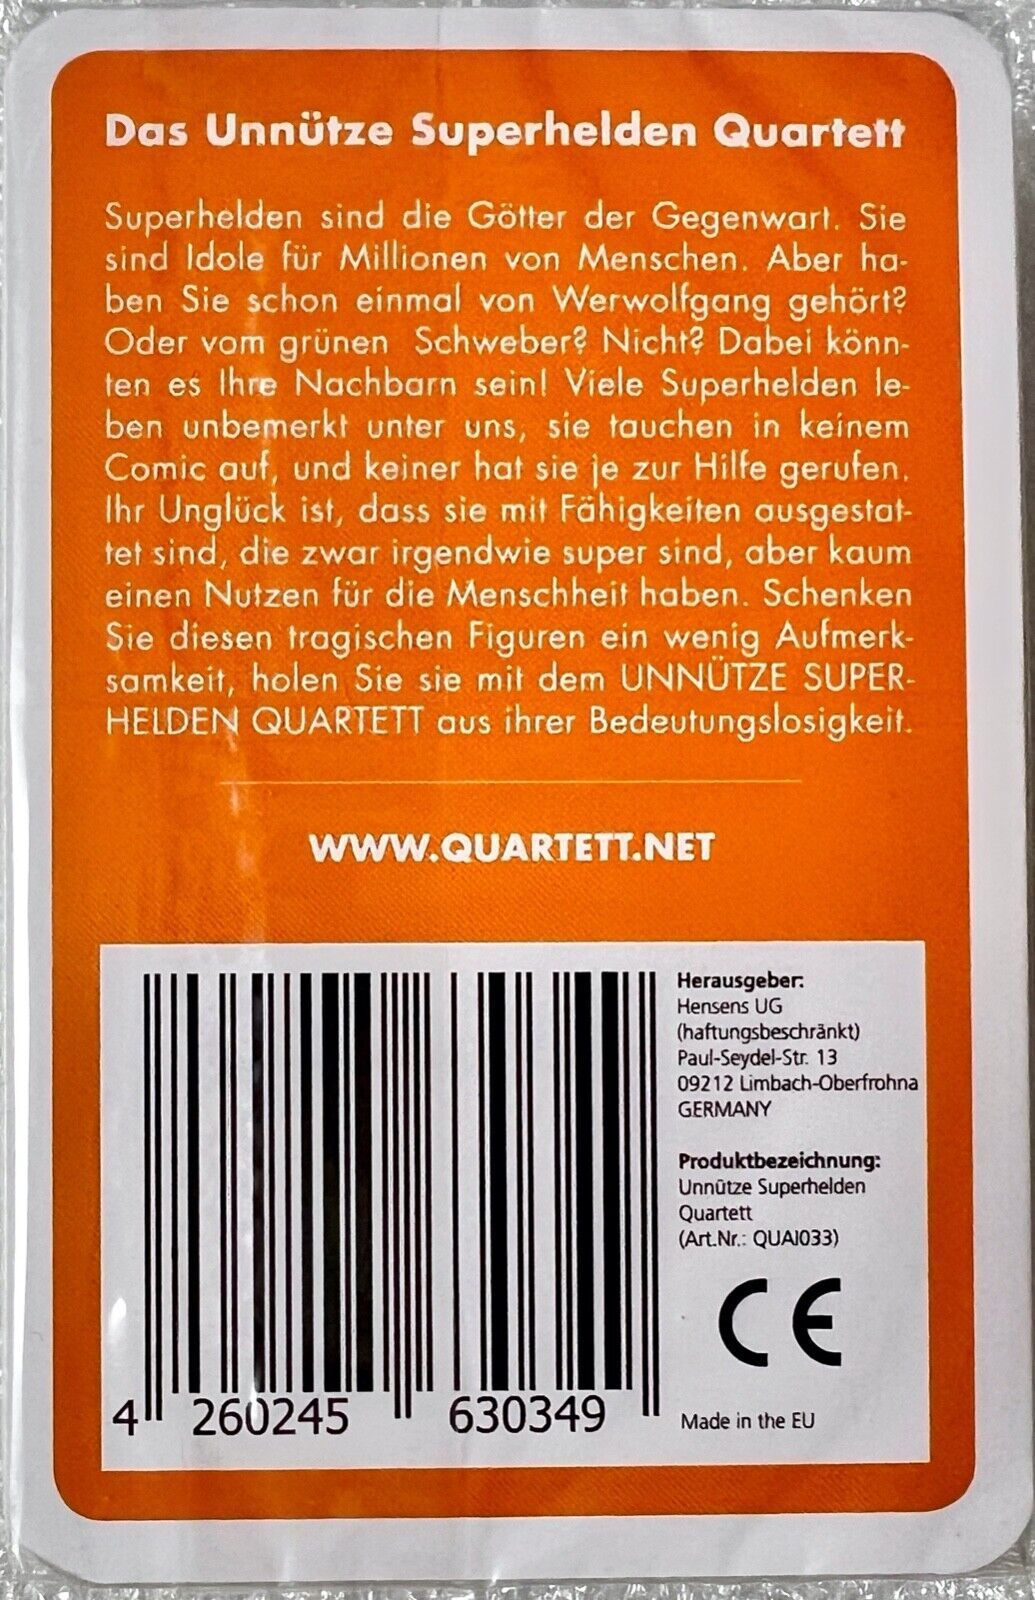 Das Unnütze Superhelden Quartett
Superhelden sind die Götter der Gegenwart. Sie
sind Idole für Millionen von Menschen. Aber ha-
ben Sie schon einmal von Werwolfgang gehört?
Oder vom grünen Schweber? Nicht? Dabei könn-
ten es Ihre Nachbarn sein! Viele Superhelden le-
ben unbemerkt unter uns, sie tauchen in keinem
Comic auf, und keiner hat sie je zur Hilfe gerufen.
Ihr Unglück ist, dass sie mit Fähigkeiten ausgestat-
tet sind, die zwar irgendwie super sind, aber kaum
einen Nutzen für die Menschheit haben. Schenken
Sie diesen tragischen Figuren ein wenig Aufmerk-
samkeit, holen Sie sie mit dem UNNÜTZE SUPER-
HELDEN QUARTETT aus ihrer Bedeutungslosigkeit.
WWW.QUARTETT.NET
Herausgeber:
Hensens UG
(haftungsbeschränkt)
Paul-Seydel-Str. 13
09212 Limbach-Oberfrohna
GERMANY
Produktbezeichnung:
Unnütze Superhelden
Quartett
(Art.Nr.: QUAI033)
CE
Made in the EU
4 260245 630349